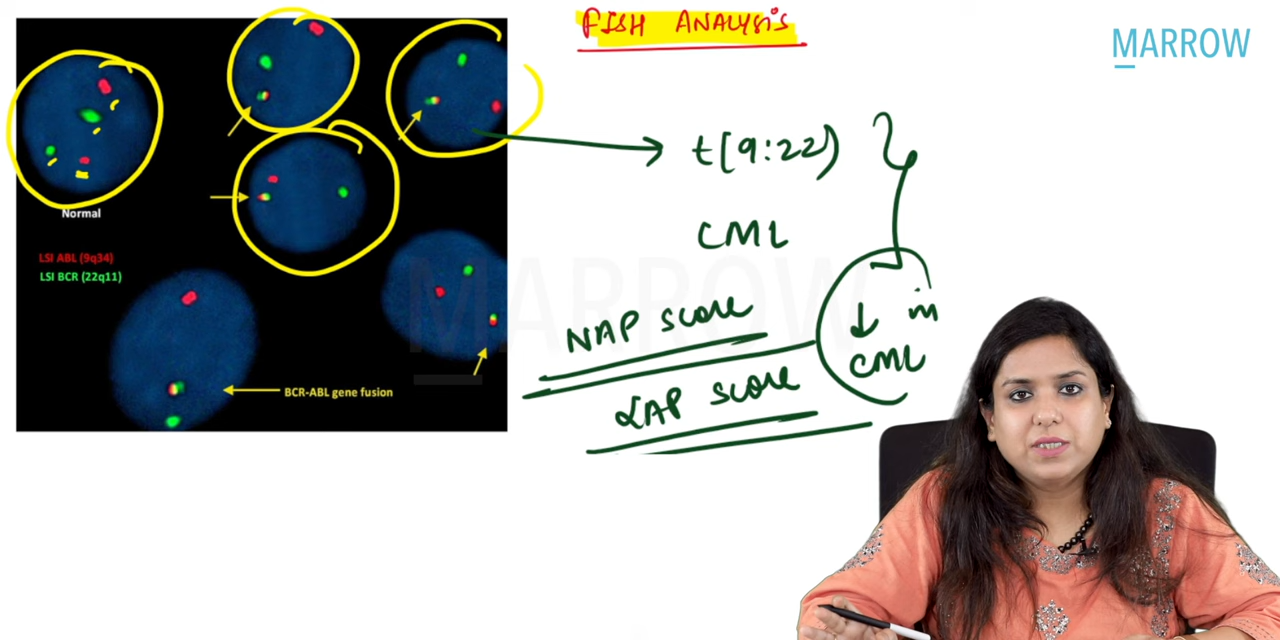 FISH ANALYSIS
MARROW
t(9:22)
CML
NAP score
LAP score
↓ in
CML
Normal
LSI ABL (9q34)
LSI BCR (22q11)
BCR-ABL gene fusion
MARROW